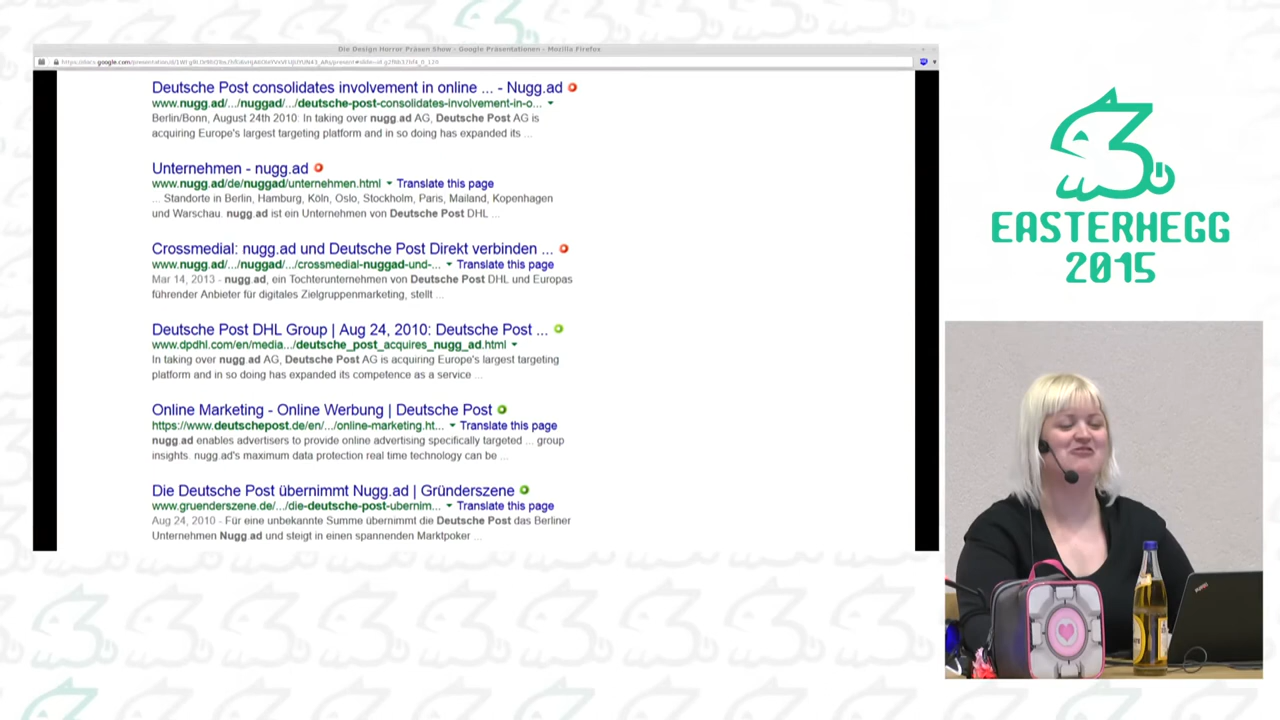 Die Design Horror Präsen Show - Google Präsentationen - Mozilla Firefox
Deutsche Post consolidates involvement in online ... - Nugg.ad
www.nugg.ad/.../nuggad/.../deutsche-post-consolidates-involvement-in-o...
Berlin/Bonn, August 24th 2010: In taking over nugg.ad AG, Deutsche Post AG is
acquiring Europe's largest targeting platform and in so doing has expanded its ...
Unternehmen - nugg.ad
www.nugg.ad/de/nuggad/unternehmen.html Translate this page
... Standorte in Berlin, Hamburg, Köln, Oslo, Stockholm, Paris, Mailand, Kopenhagen
und Warschau. nugg.ad ist ein Unternehmen von Deutsche Post DHL ...
Crossmedial: nugg.ad und Deutsche Post Direkt verbinden ...
www.nugg.ad/.../nuggad/.../crossmedial-nuggad-und-... Translate this page
Mar 14, 2013 - nugg.ad, ein Tochterunternehmen von Deutsche Post DHL und Europas
führender Anbieter für digitales Zielgruppenmarketing, stellt ...
Deutsche Post DHL Group | Aug 24, 2010: Deutsche Post ...
www.dpdhl.com/en/media.../deutsche_post_acquires_nugg_ad.html
In taking over nugg.ad AG, Deutsche Post AG is acquiring Europe's largest targeting
platform and in so doing has expanded its competence as a service ...
Online Marketing - Online Werbung | Deutsche Post
https://www.deutschepost.de/en/.../online-marketing.ht... Translate this page
nugg.ad enables advertisers to provide online advertising specifically targeted ... group
insights. nugg.ad's maximum data protection real time technology can be ...
Die Deutsche Post übernimmt Nugg.ad | Gründerszene
www.gruenderszene.de/.../die-deutsche-post-ubernim... Translate this page
Aug 24, 2010 - Für eine unbekannte Summe übernimmt die Deutsche Post das Berliner
Unternehmen Nugg.ad und steigt in einen spannenden Marktpoker ...
EASTERHEGG
2015